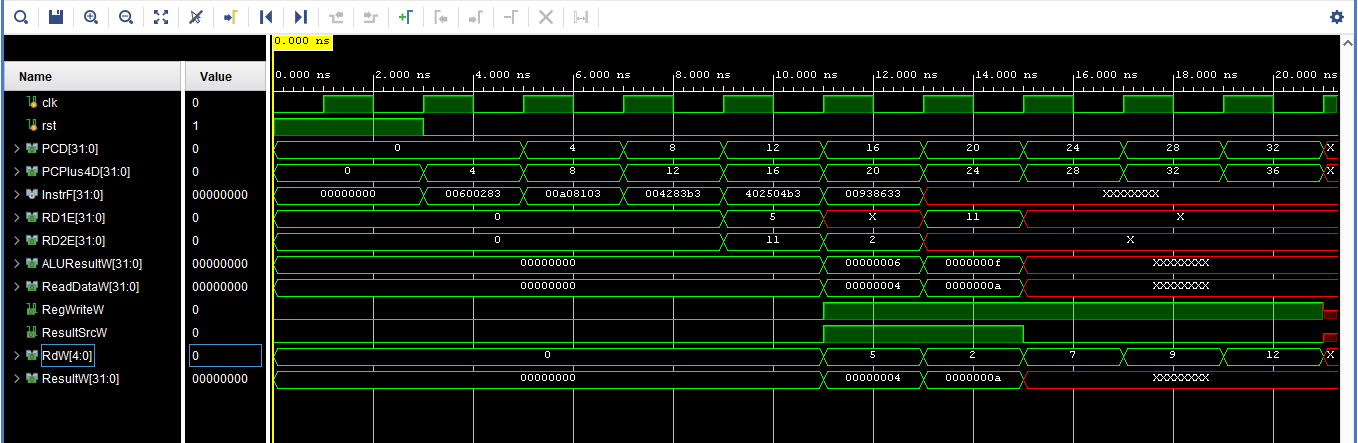 0.000 ns
Name Value
0.000 ns 2.000 ns 4.000 ns 6.000 ns 8.000 ns 10.000 ns 12.000 ns 14.000 ns 16.000 ns 18.000 ns 20.000 ns
clk 0
rst 1
PCD[31:0] 0 0 4 8 12 16 20 24 28 32 X
PCPlus4D[31:0] 0 0 4 8 12 16 20 24 28 32 36 X
InstrF[31:0] 00000000 00000000 00600283 00a08103 004283b3 402504b3 00938633 XXXXXXXX
RD1E[31:0] 0 0 5 X 11 X
RD2E[31:0] 0 0 11 2 X
ALUResultW[31:0] 00000000 00000000 00000006 0000000f XXXXXXXX
ReadDataW[31:0] 00000000 00000000 00000004 0000000a XXXXXXXX
RegWriteW 0
ResultSrcW 0
RdW[4:0] 0 0 5 2 7 9 12 X
ResultW[31:0] 00000000 00000000 00000004 0000000a XXXXXXXX